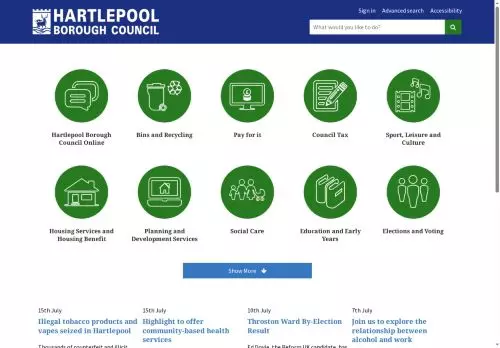 HARTLEPOOL
BOROUGH COUNCIL
Sign in Advanced search Accessibility
What would you like to do?
Hartlepool Borough
Council Online
Bins and Recycling
Pay for it
Council Tax
Sport, Leisure and
Culture
Housing Services and
Housing Benefit
Planning and
Development Services
Social Care
Education and Early
Years
Elections and Voting
Show More
15th July
Illegal tobacco products and
vapes seized in Hartlepool
Thousands of counterfeit and illicit
15th July
Highlight to offer
community-based health
services
10th July
Throston Ward By-Election
Result
Ed Doyle, the Reform UK candidate, has
7th July
Join us to explore the
relationship between
alcohol and work